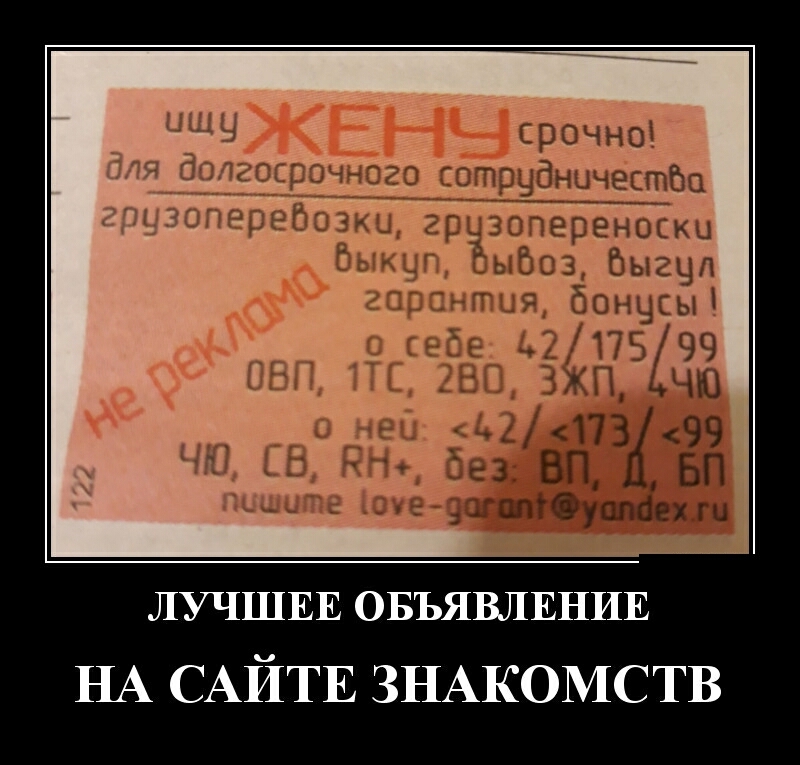 ищу ЖЕНУ срочно!
для долгосрочного сотрудничества
грузоперевозки, грузопереноски
выкуп, вывоз, выгул
гарантия, бонусы !
не реклама
о себе: 42/175/99
0ВП, 1ТС, 2ВО, 3ЖП, 4ЧЮ
о ней: <42/<173/<99
ЧЮ, СВ, RH+, без: ВП, Д, БП
пишите love-garant@yandex.ru
122
ЛУЧШЕЕ ОБЪЯВЛЕНИЕ
НА САЙТЕ ЗНАКОМСТВ